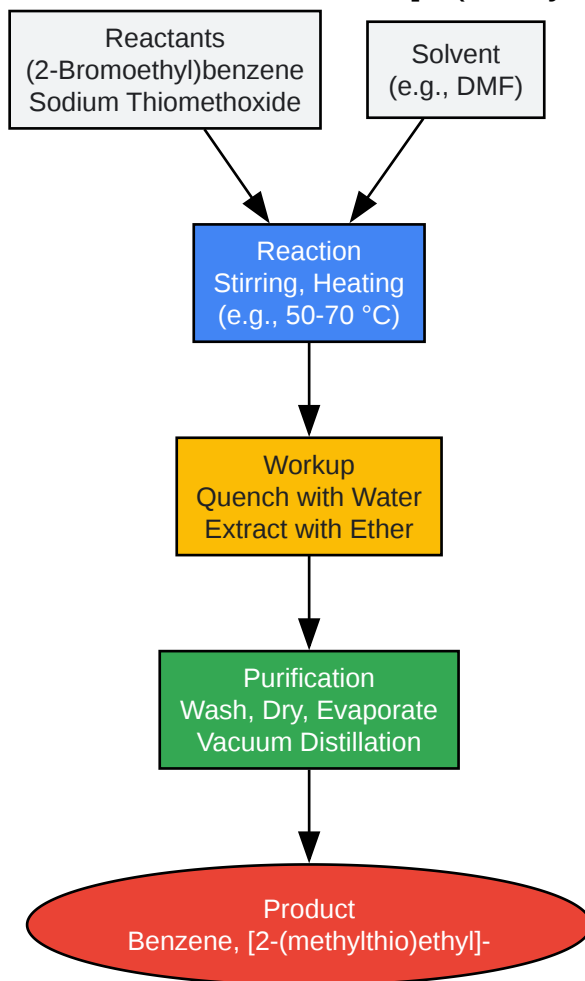 Reactants
(2-Bromoethyl)benzene
Sodium Thiomethoxide
Solvent
(e.g., DMF)
Reaction
Stirring, Heating
(e.g., 50-70 °C)
Workup
Quench with Water
Extract with Ether
Purification
Wash, Dry, Evaporate
Vacuum Distillation
Product
Benzene, [2-(methylthio)ethyl]-